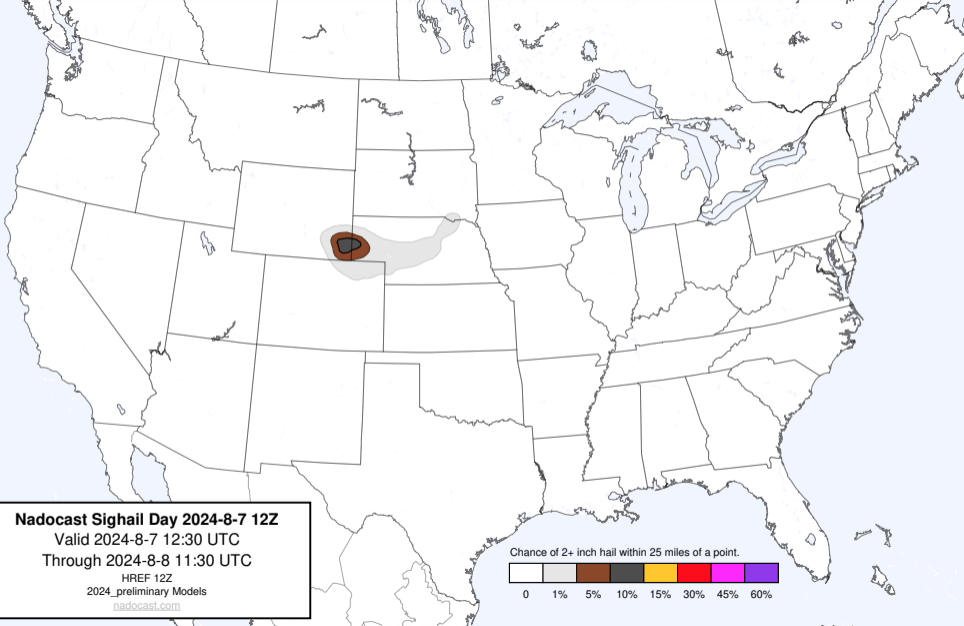 Nadocast Sighail Day 2024-8-7 12Z
Valid 2024-8-7 12:30 UTC
Through 2024-8-8 11:30 UTC
HREF 12Z
2024_preliminary Models
nadocast.com
Chance of 2+ inch hail within 25 miles of a point.
0 1% 5% 10% 15% 30% 45% 60%